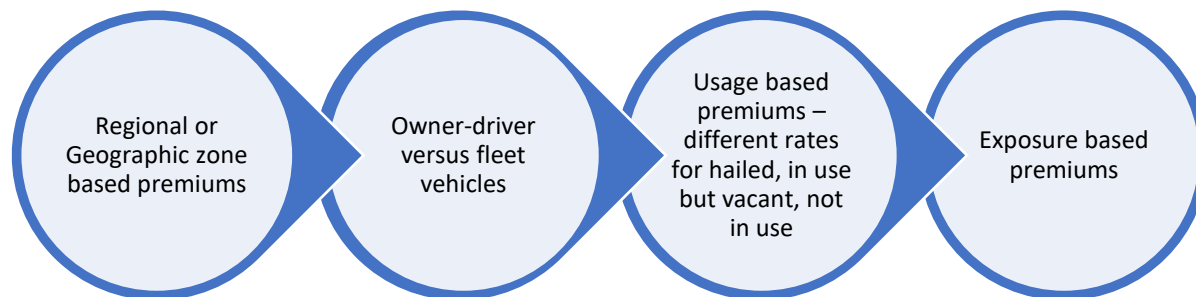 Regional or
Geographic zone
based premiums
Owner-driver
versus fleet
vehicles
Usage based
premiums –
different rates
for hailed, in use
but vacant, not
in use
Exposure based
premiums